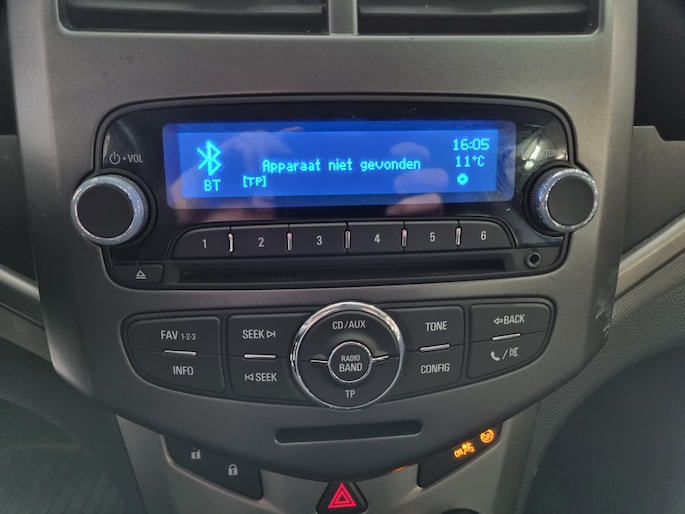 VOL
16:05
TUNE
Apparaat niet gevonden
11°C
BT
[TP]
1 2 3 4 5 6
FAV 1-2-3
SEEK
CD/AUX
TONE
BACK
INFO
SEEK
RADIO
BAND
CONFIG
TP